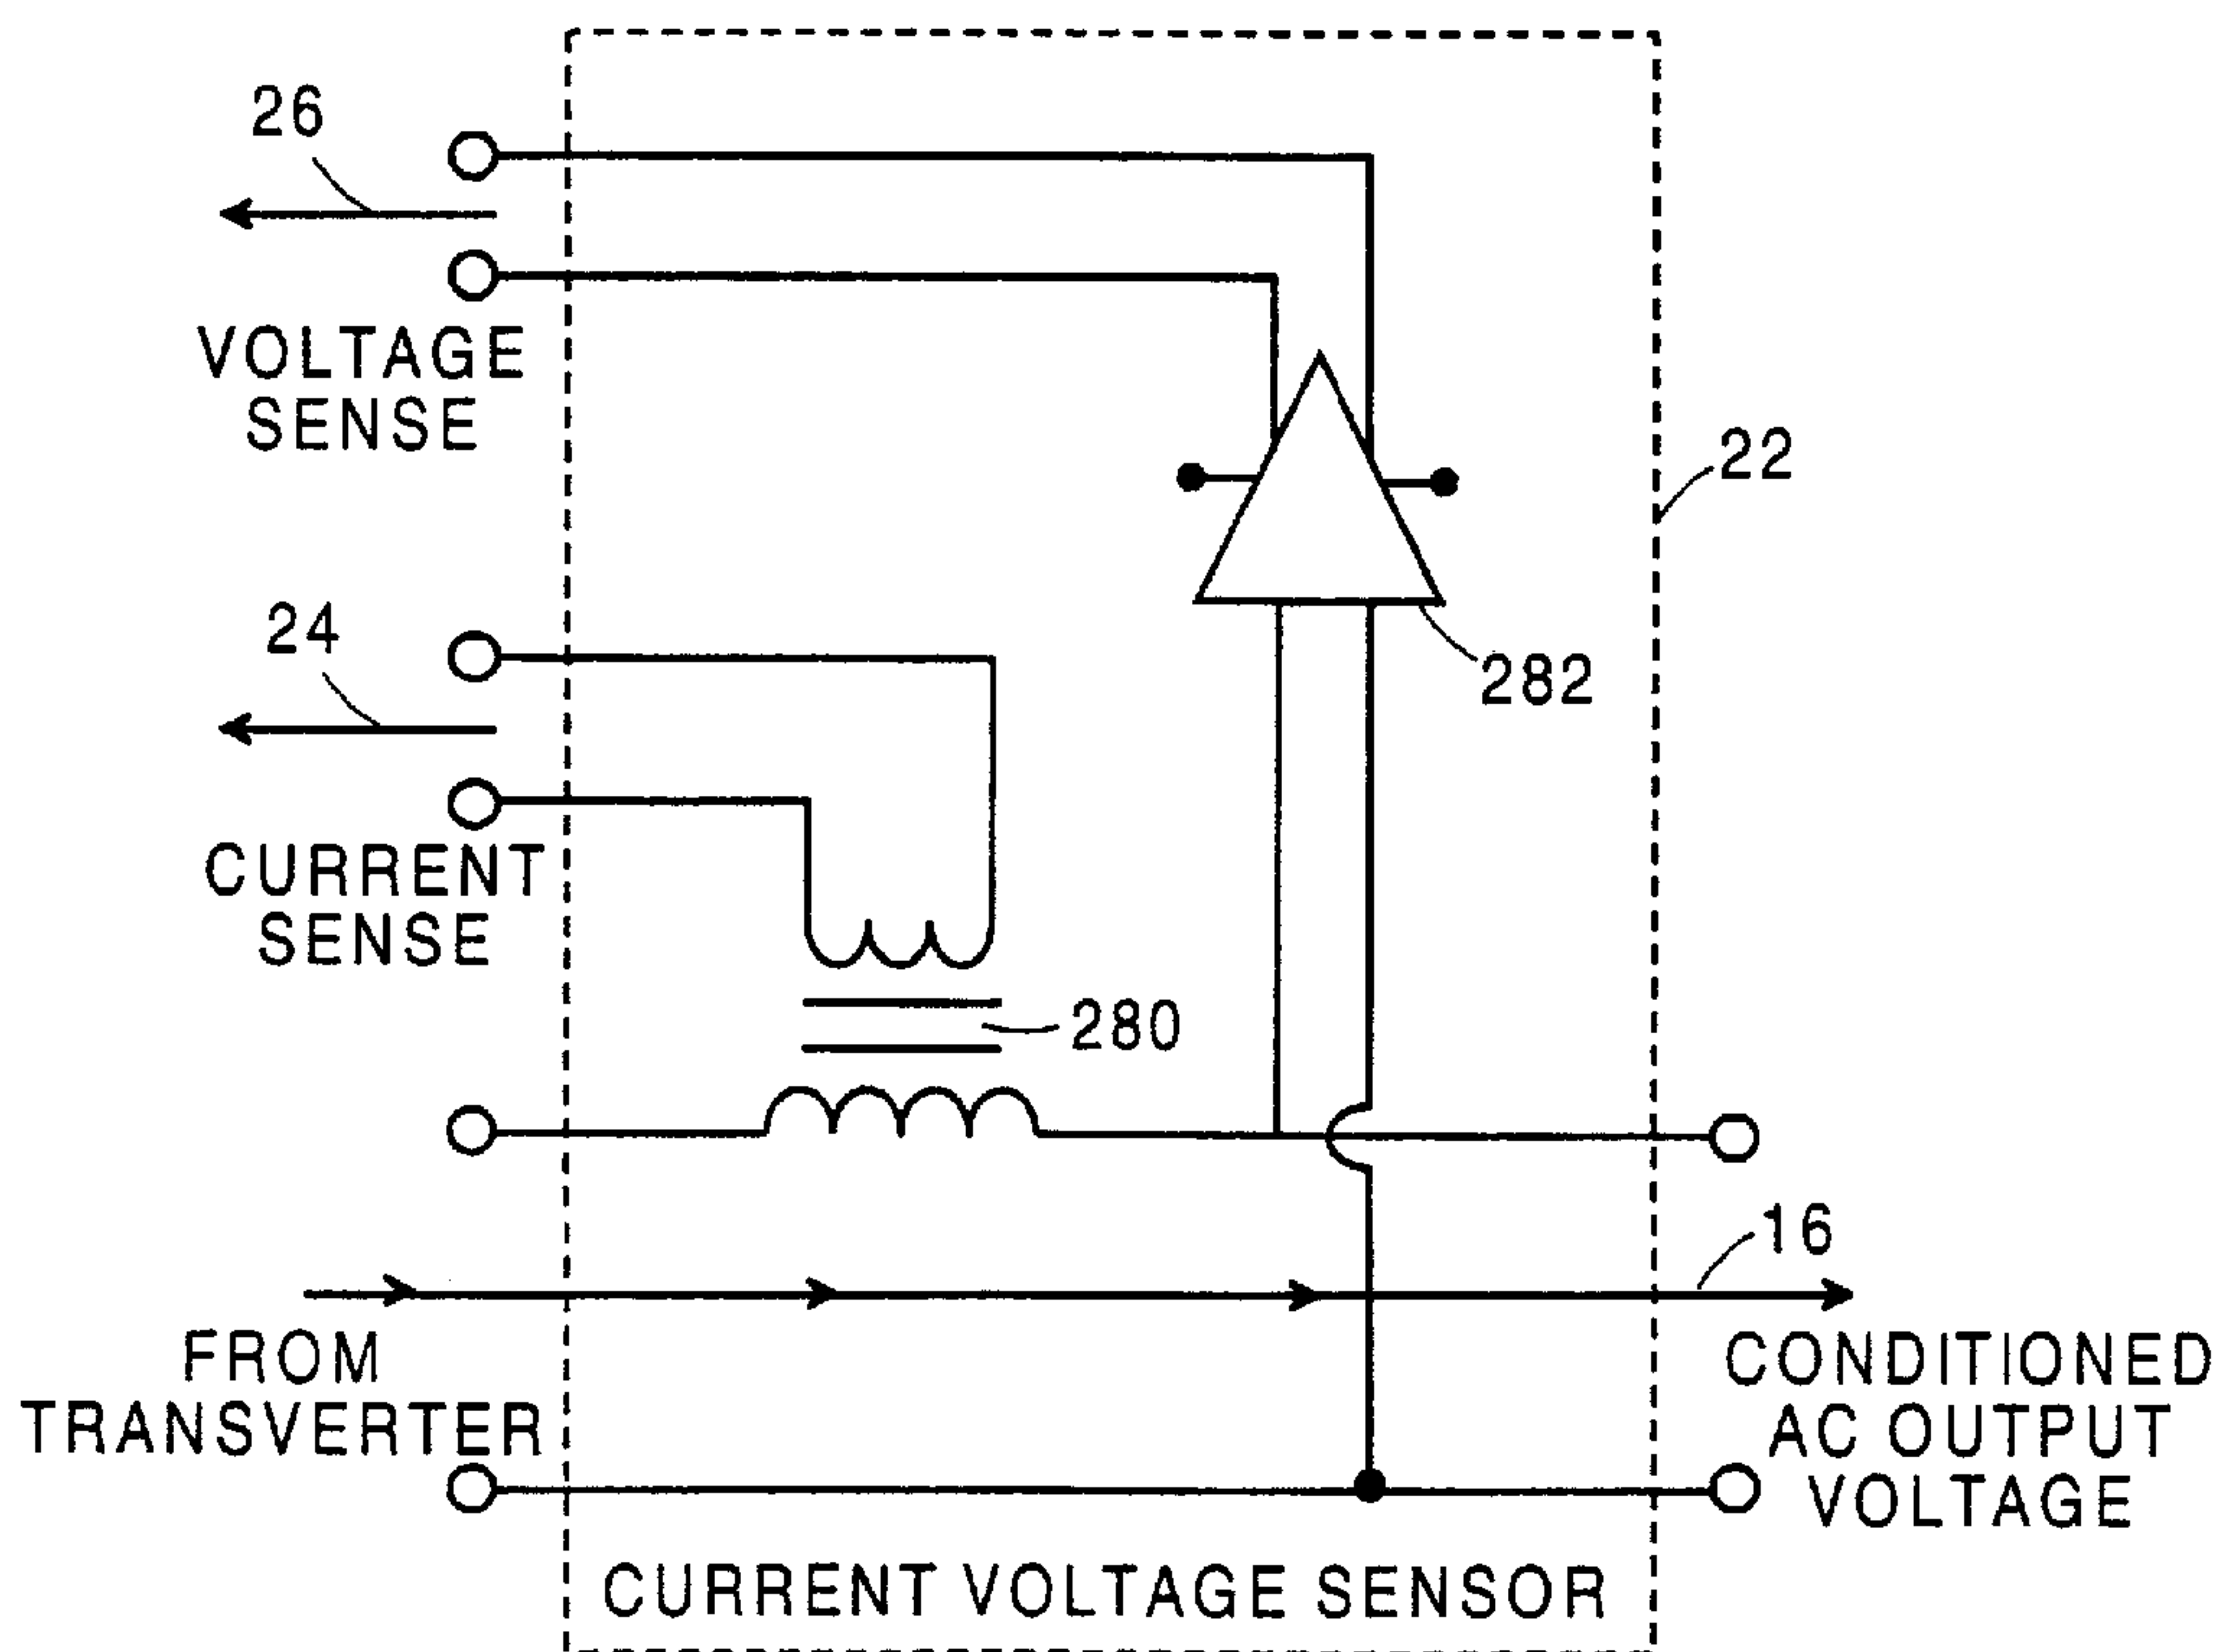 26
VOLTAGE
SENSE
22
24
282
CURRENT
SENSE
280
16
FROM
TRANSVERTER
CONDITIONED
AC OUTPUT
VOLTAGE
CURRENT VOLTAGE SENSOR